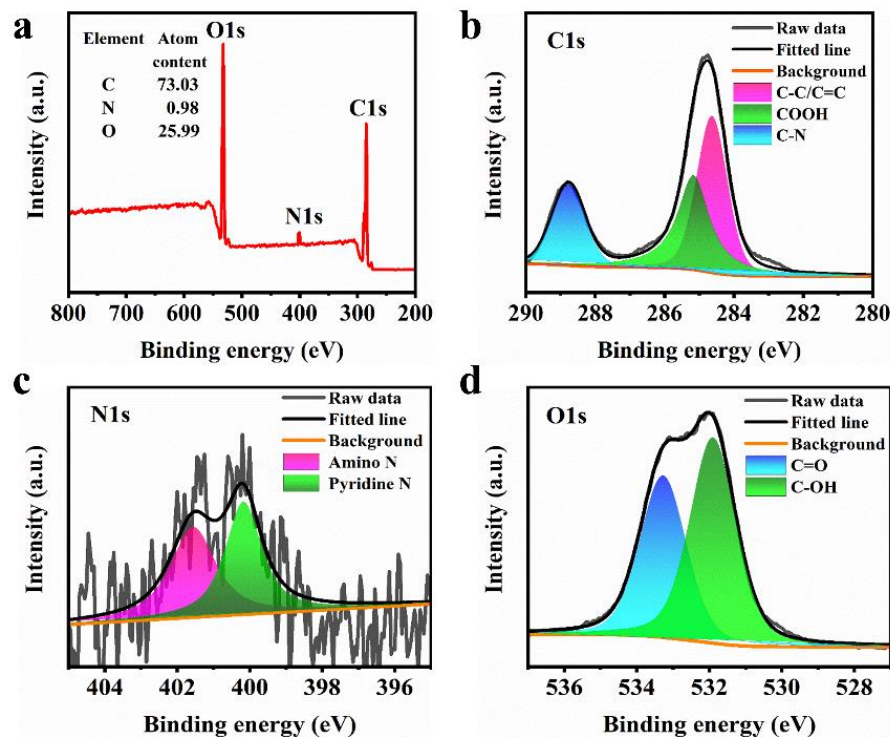 a
Element Atom content
C 73.03
N 0.98
O 25.99
O1s
N1s
C1s
Intensity (a.u.)
800 700 600 500 400 300 200
Binding energy (eV)
b
C1s
Raw data
Fitted line
Background
C-C/C=C
COOH
C-N
Intensity (a.u.)
290 288 286 284 282 280
Binding energy (eV)
c
N1s
Raw data
Fitted line
Background
Amino N
Pyridine N
Intensity (a.u.)
404 402 400 398 396
Binding energy (eV)
d
O1s
Raw data
Fitted line
Background
C=O
C-OH
Intensity (a.u.)
536 534 532 530 528
Binding energy (eV)